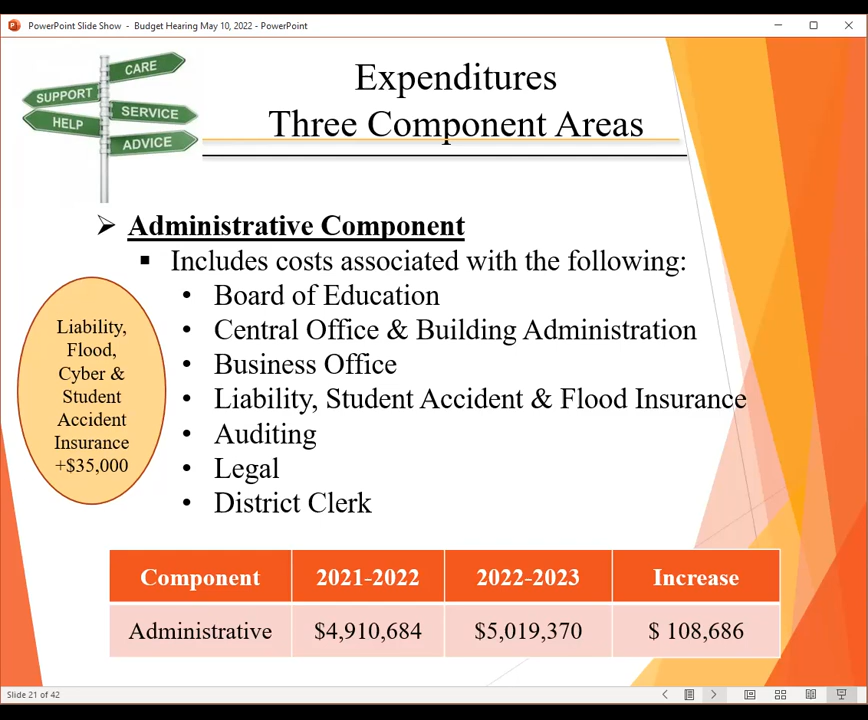 PowerPoint Slide Show - Budget Hearing May 10, 2022 - PowerPoint
CARE
SUPPORT
SERVICE
HELP
ADVICE
Expenditures
Three Component Areas
➢ Administrative Component
▪ Includes costs associated with the following:
• Board of Education
• Central Office & Building Administration
• Business Office
• Liability, Student Accident & Flood Insurance
• Auditing
• Legal
• District Clerk
Liability,
Flood,
Cyber &
Student
Accident
Insurance
+$35,000
Component 2021-2022 2022-2023 Increase
Administrative $4,910,684 $5,019,370 $ 108,686
Slide 21 of 42